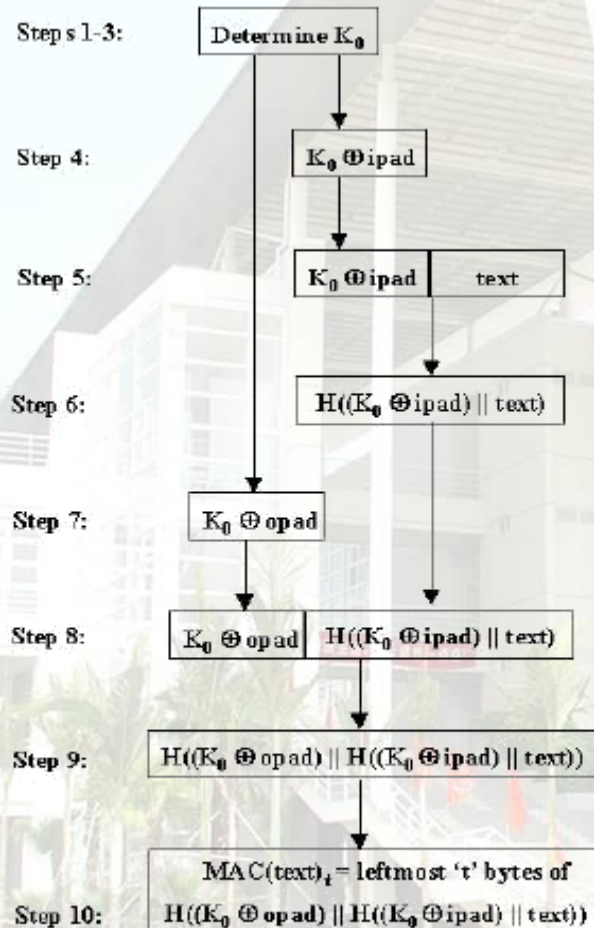 Steps 1-3: Determine K₀
Step 4: K₀ ⊕ ipad
Step 5: K₀ ⊕ ipad text
Step 6: H((K₀ ⊕ ipad) || text)
Step 7: K₀ ⊕ opad
Step 8: K₀ ⊕ opad H((K₀ ⊕ ipad) || text)
Step 9: H((K₀ ⊕ opad) || H((K₀ ⊕ ipad) || text))
MAC(text)ₜ = leftmost ‘t’ bytes of
Step 10: H((K₀ ⊕ opad) || H((K₀ ⊕ ipad) || text))